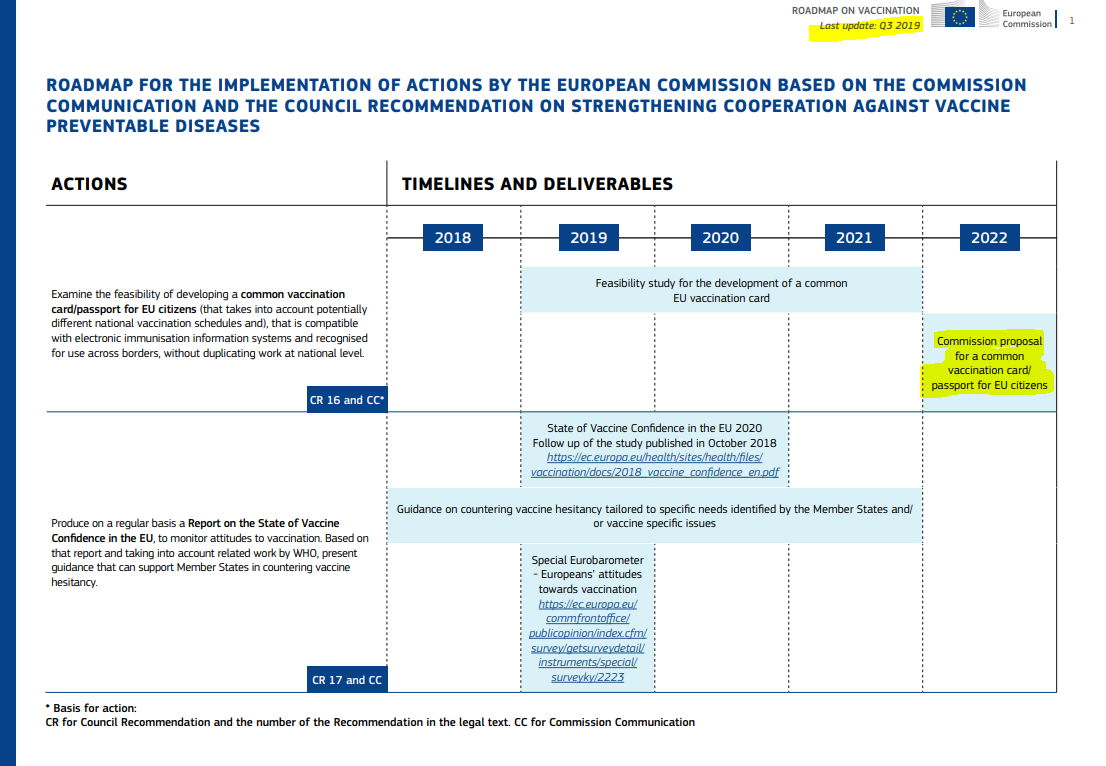 ROADMAP ON VACCINATION
Last update: Q3 2019
European
Commission
1
ROADMAP FOR THE IMPLEMENTATION OF ACTIONS BY THE EUROPEAN COMMISSION BASED ON THE COMMISSION
COMMUNICATION AND THE COUNCIL RECOMMENDATION ON STRENGTHENING COOPERATION AGAINST VACCINE
PREVENTABLE DISEASES
ACTIONS
TIMELINES AND DELIVERABLES
2018
2019
2020
2021
2022
Examine the feasibility of developing a common vaccination
card/passport for EU citizens (that takes into account potentially
different national vaccination schedules and), that is compatible
with electronic immunisation information systems and recognised
for use across borders, without duplicating work at national level.
CR 16 and CC*
Feasibility study for the development of a common
EU vaccination card
Commission proposal
for a common
vaccination card/
passport for EU citizens
Produce on a regular basis a Report on the State of Vaccine
Confidence in the EU, to monitor attitudes to vaccination. Based on
that report and taking into account related work by WHO, present
guidance that can support Member States in countering vaccine
hesitancy.
CR 17 and CC
State of Vaccine Confidence in the EU 2020
Follow up of the study published in October 2018
https://ec.europa.eu/health/sites/health/files/
vaccination/docs/2018_vaccine_confidence_en.pdf
Guidance on countering vaccine hesitancy tailored to specific needs identified by the Member States and/
or vaccine specific issues
Special Eurobarometer
- Europeans' attitudes
towards vaccination
https://ec.europa.eu/
commfrontoffice/
publicopinion/index.cfm/
survey/getsurveydetail/
instruments/special/
surveyky/2223
* Basis for action:
CR for Council Recommendation and the number of the Recommendation in the legal text. CC for Commission Communication